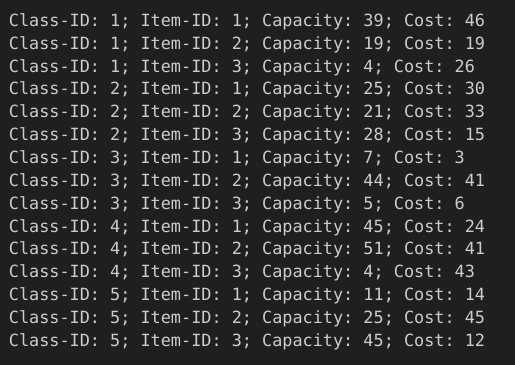 Class-ID: 1; Item-ID: 1; Capacity: 39; Cost: 46
Class-ID: 1; Item-ID: 2; Capacity: 19; Cost: 19
Class-ID: 1; Item-ID: 3; Capacity: 4; Cost: 26
Class-ID: 2; Item-ID: 1; Capacity: 25; Cost: 30
Class-ID: 2; Item-ID: 2; Capacity: 21; Cost: 33
Class-ID: 2; Item-ID: 3; Capacity: 28; Cost: 15
Class-ID: 3; Item-ID: 1; Capacity: 7; Cost: 3
Class-ID: 3; Item-ID: 2; Capacity: 44; Cost: 41
Class-ID: 3; Item-ID: 3; Capacity: 5; Cost: 6
Class-ID: 4; Item-ID: 1; Capacity: 45; Cost: 24
Class-ID: 4; Item-ID: 2; Capacity: 51; Cost: 41
Class-ID: 4; Item-ID: 3; Capacity: 4; Cost: 43
Class-ID: 5; Item-ID: 1; Capacity: 11; Cost: 14
Class-ID: 5; Item-ID: 2; Capacity: 25; Cost: 45
Class-ID: 5; Item-ID: 3; Capacity: 45; Cost: 12